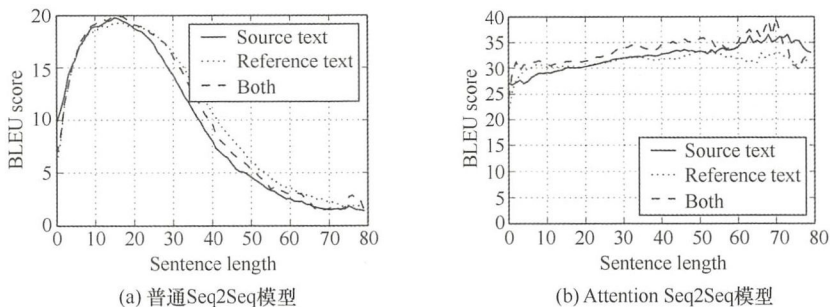 20
15
10
5
0
BLEU score
Source text
Reference text
Both
0 10 20 30 40 50 60 70 80
Sentence length
(a) 普通Seq2Seq模型
40
35
30
25
20
15
10
5
0
BLEU score
Source text
Reference text
Both
0 10 20 30 40 50 60 70 80
Sentence length
(b) Attention Seq2Seq模型